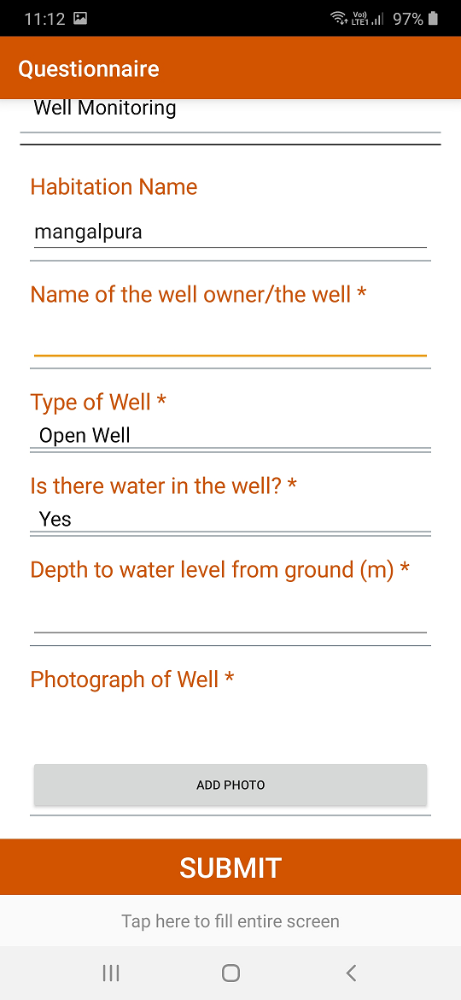 11:12
Vo))
LTE1
97%
Questionnaire
Well Monitoring
Habitation Name
mangalpura
Name of the well owner/the well *
Type of Well *
Open Well
Is there water in the well? *
Yes
Depth to water level from ground (m) *
Photograph of Well *
ADD PHOTO
SUBMIT
Tap here to fill entire screen